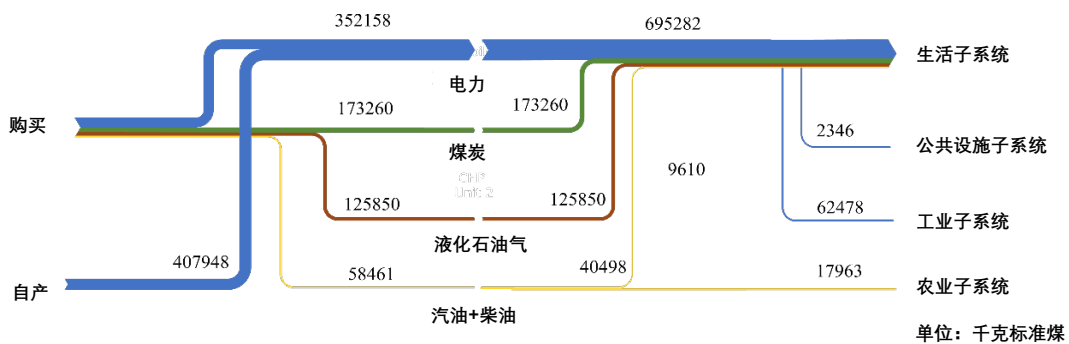 352158
695282
生活子系统
电力
购买
173260
173260
2346
公共设施子系统
煤炭
CHP
Unit 2
9610
125850
125850
62478
工业子系统
液化石油气
407948
58461
40498
17963
自产
农业子系统
汽油+柴油
单位：千克标准煤